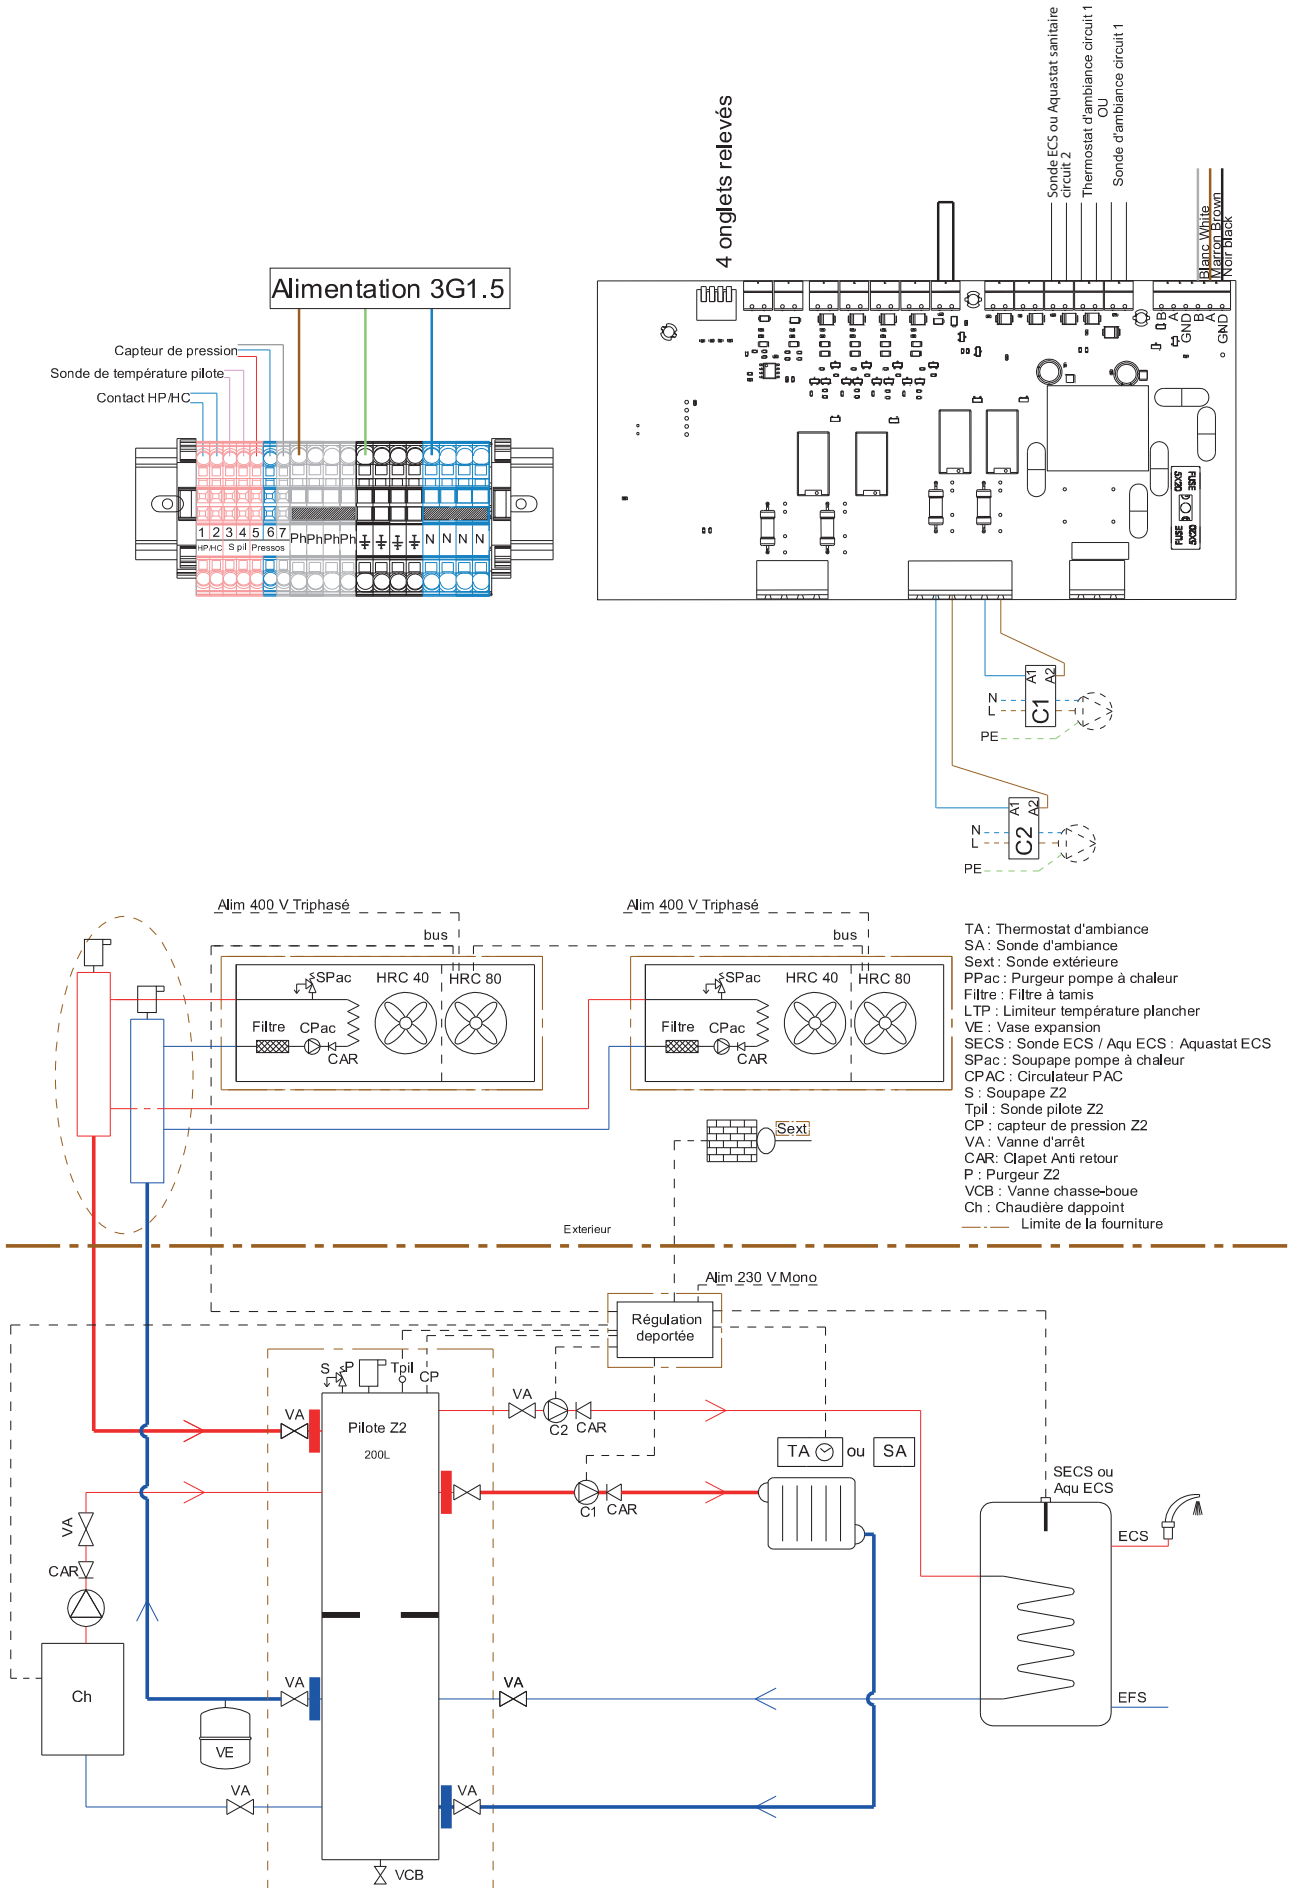 4 onglets relevés
Sonde ECS ou Aquastat sanitaire
circuit 2
Thermostat d'ambiance circuit 1
OU
Sonde d'ambiance circuit 1
Blanc White
Marron Brown
Noir black
Alimentation 3G1.5
Capteur de pression
Sonde de température pilote
Contact HP/HC
1 2 3 4 5 6 7 Ph Ph Ph Ph N N N N
HP/HC S pil Pressos
B A GND B A GND
FUSE 5X20
FUSE 5X20
A1 A2
C1
N
L
PE
A1 A2
C2
N
L
PE
Alim 400 V Triphasé
bus
SPac
HRC 40
HRC 80
Filtre
CPac
CAR
Alim 400 V Triphasé
bus
SPac
HRC 40
HRC 80
Filtre
CPac
CAR
Sext
TA : Thermostat d'ambiance
SA : Sonde d'ambiance
Sext : Sonde extérieure
PPac : Purgeur pompe à chaleur
Filtre : Filtre à tamis
LTP : Limiteur température plancher
VE : Vase expansion
SECS : Sonde ECS / Aqu ECS : Aquastat ECS
SPac : Soupape pompe à chaleur
CPAC : Circulateur PAC
S : Soupape Z2
Tpil : Sonde pilote Z2
CP : capteur de pression Z2
VA : Vanne d'arrêt
CAR: Clapet Anti retour
P : Purgeur Z2
VCB : Vanne chasse-boue
Ch : Chaudière dappoint
Limite de la fourniture
Exterieur
Alim 230 V Mono
Régulation
deportée
S P Tpil CP
VA
Pilote Z2
200L
VA
C2
CAR
TA ou SA
C1
CAR
SECS ou
Aqu ECS
ECS
VA
CAR
Ch
VA
VE
VA
EFS
VA
VA
VCB